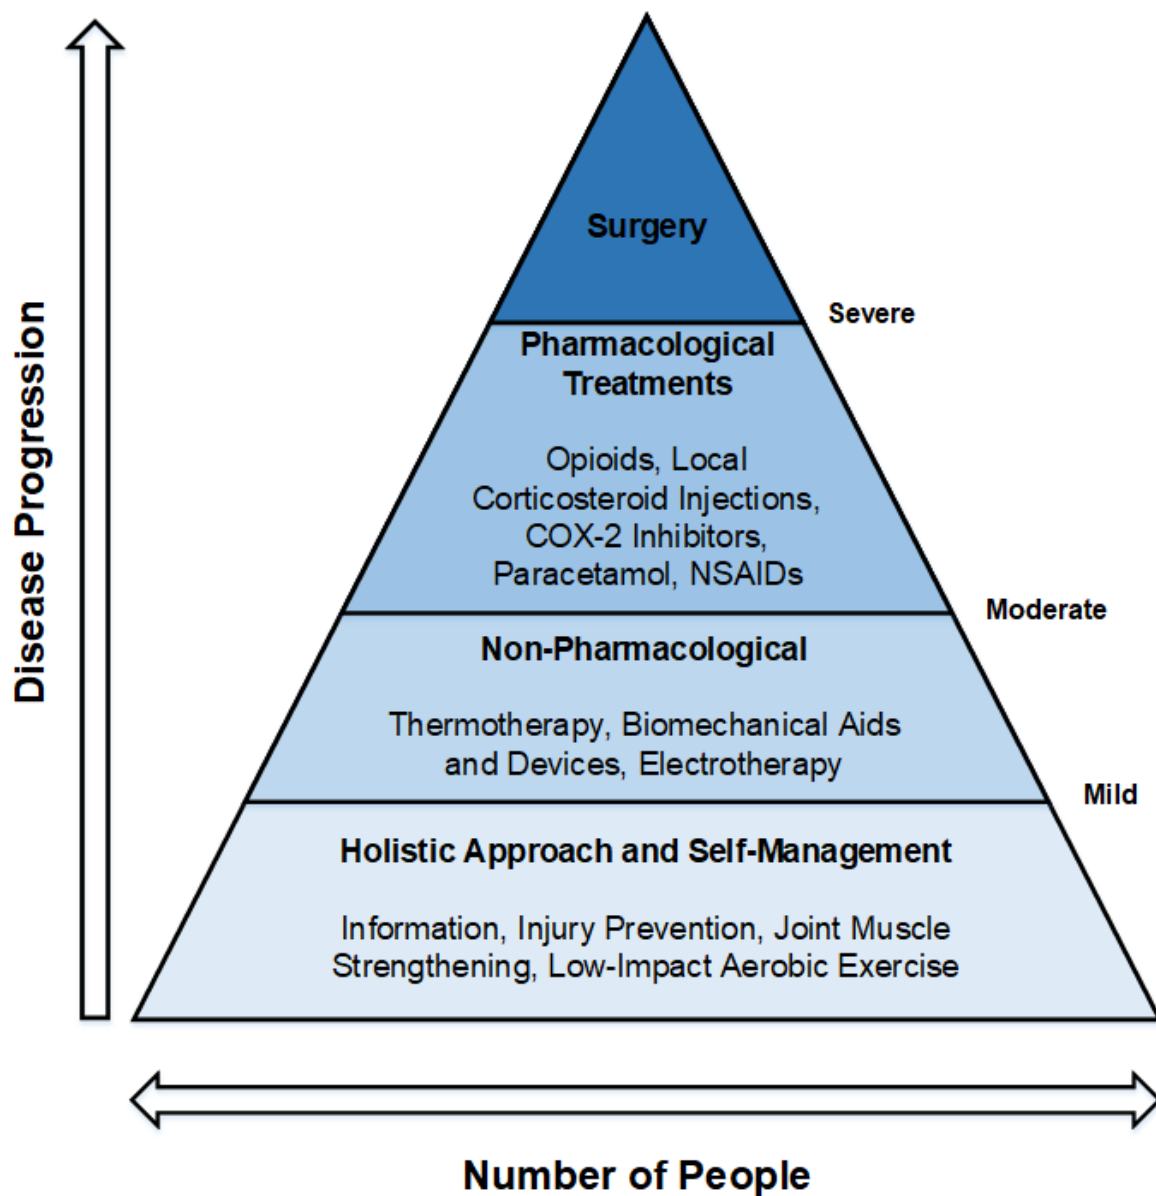 Surgery
Severe
Pharmacological
Treatments
Opioids, Local
Corticosteroid Injections,
COX-2 Inhibitors,
Paracetamol, NSAIDs
Moderate
Non-Pharmacological
Thermotherapy, Biomechanical Aids
and Devices, Electrotherapy
Mild
Holistic Approach and Self-Management
Information, Injury Prevention, Joint Muscle
Strengthening, Low-Impact Aerobic Exercise
Disease Progression
Number of People